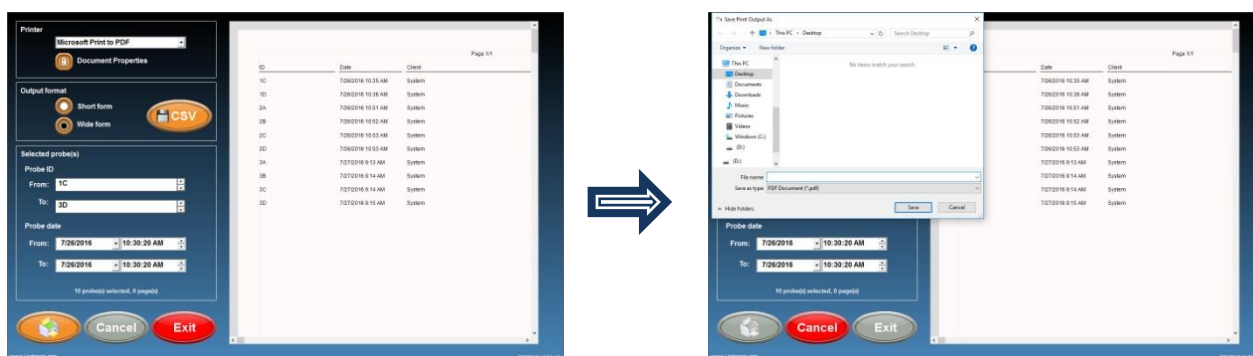 Printer
Microsoft Print to PDF
Document Properties
Output format
Short form
Wide form
CSV
Selected probe(s)
Probe ID
From: 1C
To: 3D
Probe date
From: 7/26/2016 10:30:20 AM
To: 7/26/2016 10:30:20 AM
10 probe(s) selected, 0 page(s)
Cancel
Exit
Page 1/1
ID Date Client
1C 7/26/2016 10:35 AM System
1D 7/26/2016 10:36 AM System
2A 7/26/2016 10:51 AM System
2B 7/26/2016 10:52 AM System
2C 7/26/2016 10:53 AM System
2D 7/26/2016 10:53 AM System
3A 7/27/2016 9:13 AM System
3B 7/27/2016 9:14 AM System
3C 7/27/2016 9:14 AM System
3D 7/27/2016 9:15 AM System
Save Print Output As
This PC > Desktop
Search Desktop
Organize New folder
This PC
Desktop
Documents
Downloads
Music
Pictures
Videos
Windows (C:)
(D:)
(D:)
No items match your search.
File name:
Save as type: PDF Document (*.pdf)
Hide Folders
Save
Cancel
Probe date
From: 7/26/2016 10:30:20 AM
To: 7/26/2016 10:30:20 AM
10 probe(s) selected, 0 page(s)
Cancel
Exit
Page 1/1
Date Client
7/26/2016 10:35 AM System
7/26/2016 10:36 AM System
7/26/2016 10:51 AM System
7/26/2016 10:52 AM System
7/26/2016 10:53 AM System
7/26/2016 10:53 AM System
7/27/2016 9:13 AM System
7/27/2016 9:14 AM System
7/27/2016 9:14 AM System
7/27/2016 9:15 AM System